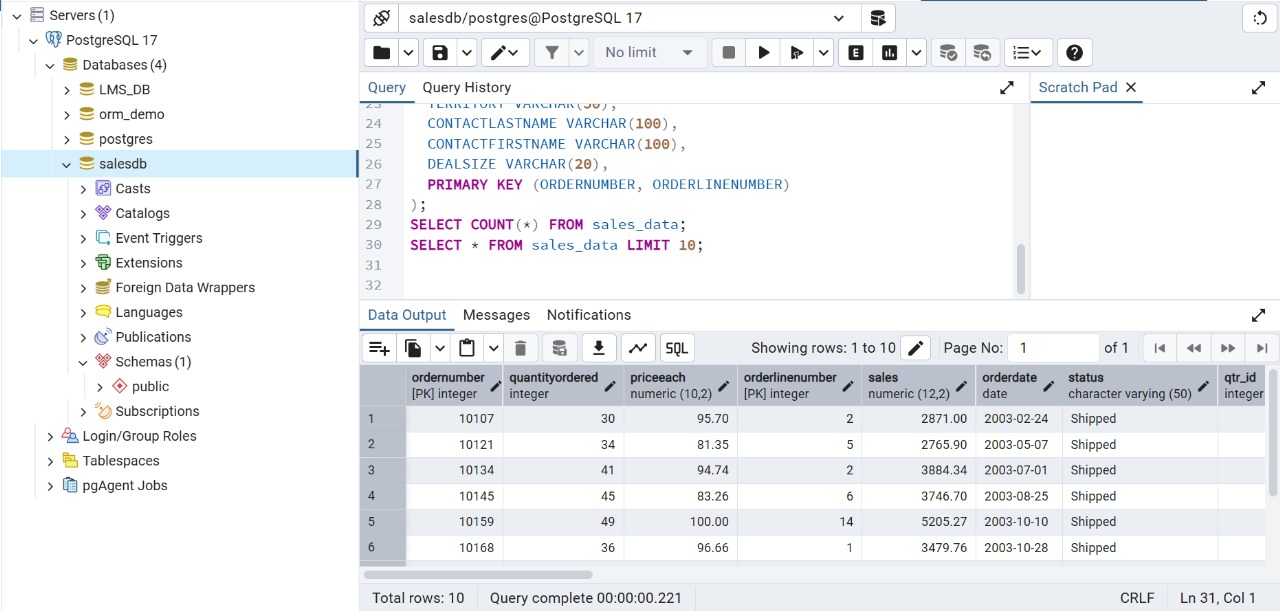 Servers (1)
PostgreSQL 17
Databases (4)
LMS_DB
orm_demo
postgres
salesdb
Casts
Catalogs
Event Triggers
Extensions
Foreign Data Wrappers
Languages
Publications
Schemas (1)
public
Subscriptions
Login/Group Roles
Tablespaces
pgAgent Jobs
salesdb/postgres@PostgreSQL 17
No limit
E
Query Query History
Scratch Pad
23 TERRITORY VARCHAR(50),
24 CONTACTLASTNAME VARCHAR(100),
25 CONTACTFIRSTNAME VARCHAR(100),
26 DEALSIZE VARCHAR(20),
27 PRIMARY KEY (ORDERNUMBER, ORDERLINENUMBER)
28 );
29 SELECT COUNT(*) FROM sales_data;
30 SELECT * FROM sales_data LIMIT 10;
31
32
Data Output Messages Notifications
SQL Showing rows: 1 to 10 Page No: 1 of 1
ordernumber quantityordered priceeach orderlinenumber sales orderdate status qtr_id
[PK] integer integer numeric (10,2) [PK] integer numeric (12,2) date character varying (50) integer
1 10107 30 95.70 2 2871.00 2003-02-24 Shipped
2 10121 34 81.35 5 2765.90 2003-05-07 Shipped
3 10134 41 94.74 2 3884.34 2003-07-01 Shipped
4 10145 45 83.26 6 3746.70 2003-08-25 Shipped
5 10159 49 100.00 14 5205.27 2003-10-10 Shipped
6 10168 36 96.66 1 3479.76 2003-10-28 Shipped
Total rows: 10 Query complete 00:00:00.221 CRLF Ln 31, Col 1